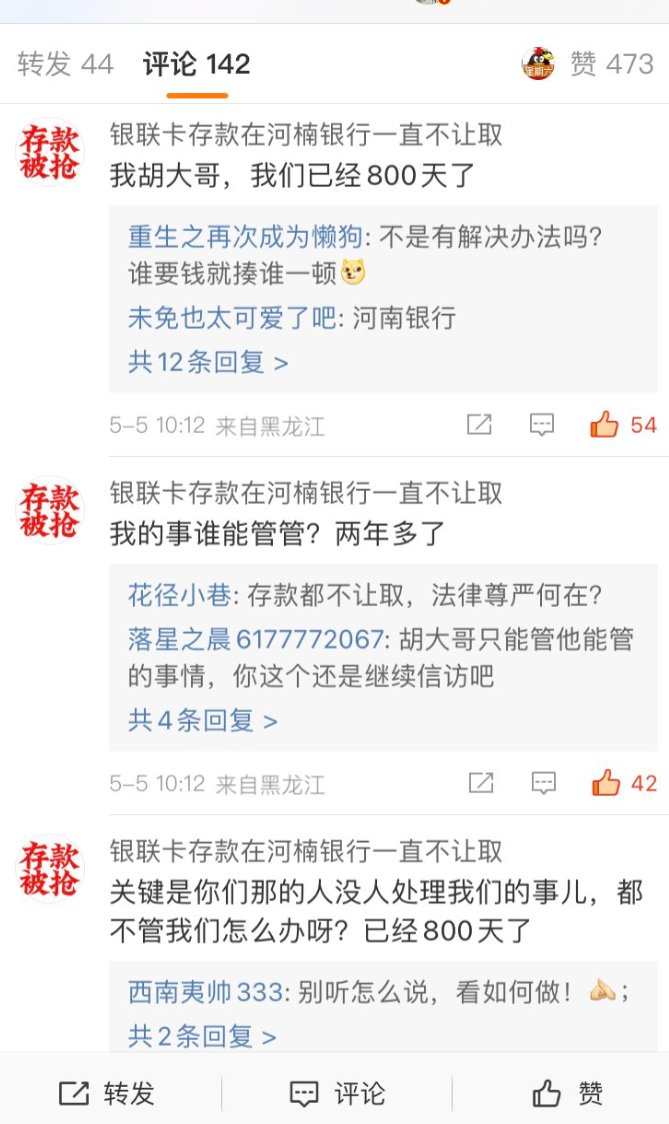 转发 44 评论 142 星期六 赞 473
存款
被抢
银联卡存款在河楠银行一直不让取
我胡大哥，我们已经800天了
重生之再次成为懒狗: 不是有解决办法吗?
谁要钱就揍谁一顿
未免也太可爱了吧: 河南银行
共12条回复 >
5-5 10:12 来自黑龙江 54
存款
被抢
银联卡存款在河楠银行一直不让取
我的事谁能管管？两年多了
花径小巷: 存款都不让取，法律尊严何在?
落星之晨6177772067: 胡大哥只能管他能管
的事情，你这个还是继续信访吧
共4条回复 >
5-5 10:12 来自黑龙江 42
存款
被抢
银联卡存款在河楠银行一直不让取
关键是你们那的人没人处理我们的事儿，都
不管我们怎么办呀？已经800天了
西南夷帅333: 别听怎么说，看如何做！;
共2条回复 >
转发 评论 赞